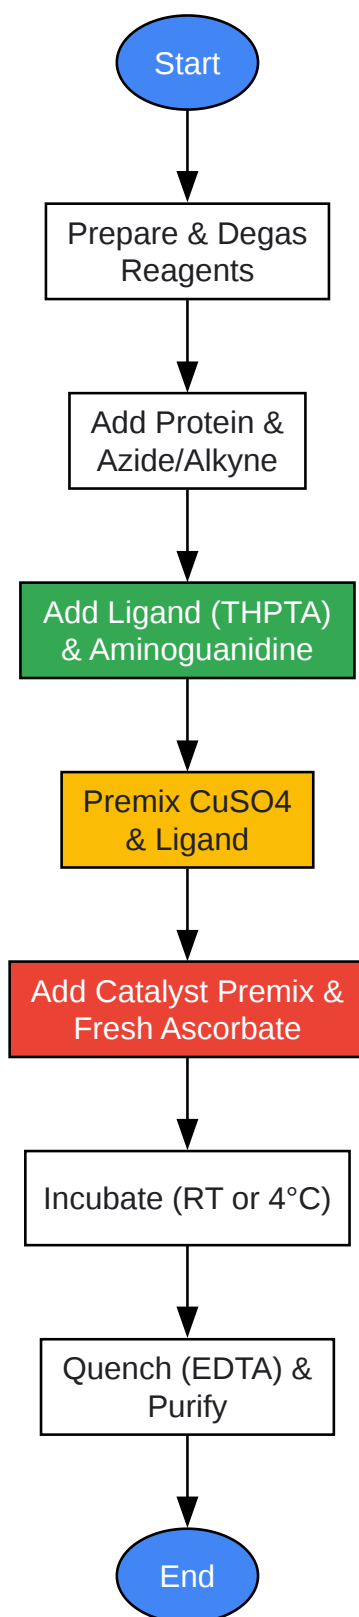 Start
Prepare & Degas
Reagents
Add Protein &
Azide/Alkyne
Add Ligand (THPTA)
& Aminoguanidine
Premix CuSO4
& Ligand
Add Catalyst Premix &
Fresh Ascorbate
Incubate (RT or 4°C)
Quench (EDTA) &
Purify
End